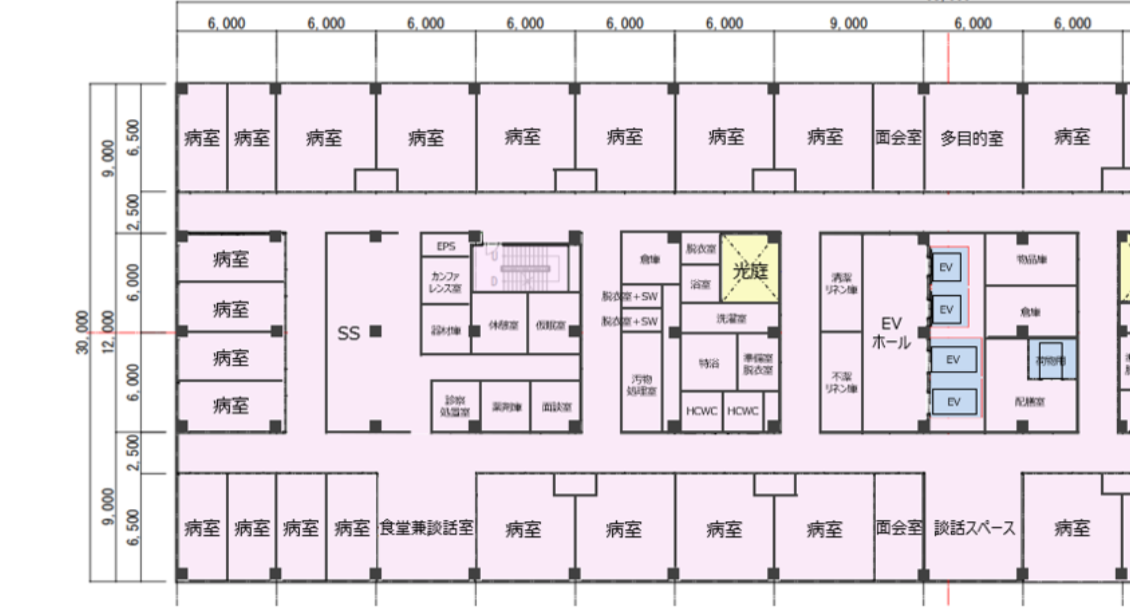 6,000
6,000
6,000
6,000
6,000
6,000
9,000
6,000
6,000
9,000
6,500
2,500
30,000
12,000
6,000
6,000
2,500
9,000
6,500
病室
病室
病室
病室
病室
病室
病室
病室
面会室
多目的室
病室
病室
病室
病室
病室
SS
EPS
カンファ
レンス室
器材庫
休憩室
仮眠室
診察
処置室
薬剤庫
面談室
倉庫
脱衣室
浴室
光庭
脱衣室+SW
脱衣室+SW
洗濯室
汚物
処理室
特浴
準備室
脱衣室
HCWC
HCWC
清潔
リネン庫
不潔
リネン庫
EV
ホール
EV
EV
EV
EV
物品庫
倉庫
荷物用
配膳室
病室
病室
病室
病室
食堂兼談話室
病室
病室
病室
病室
面会室
談話スペース
病室